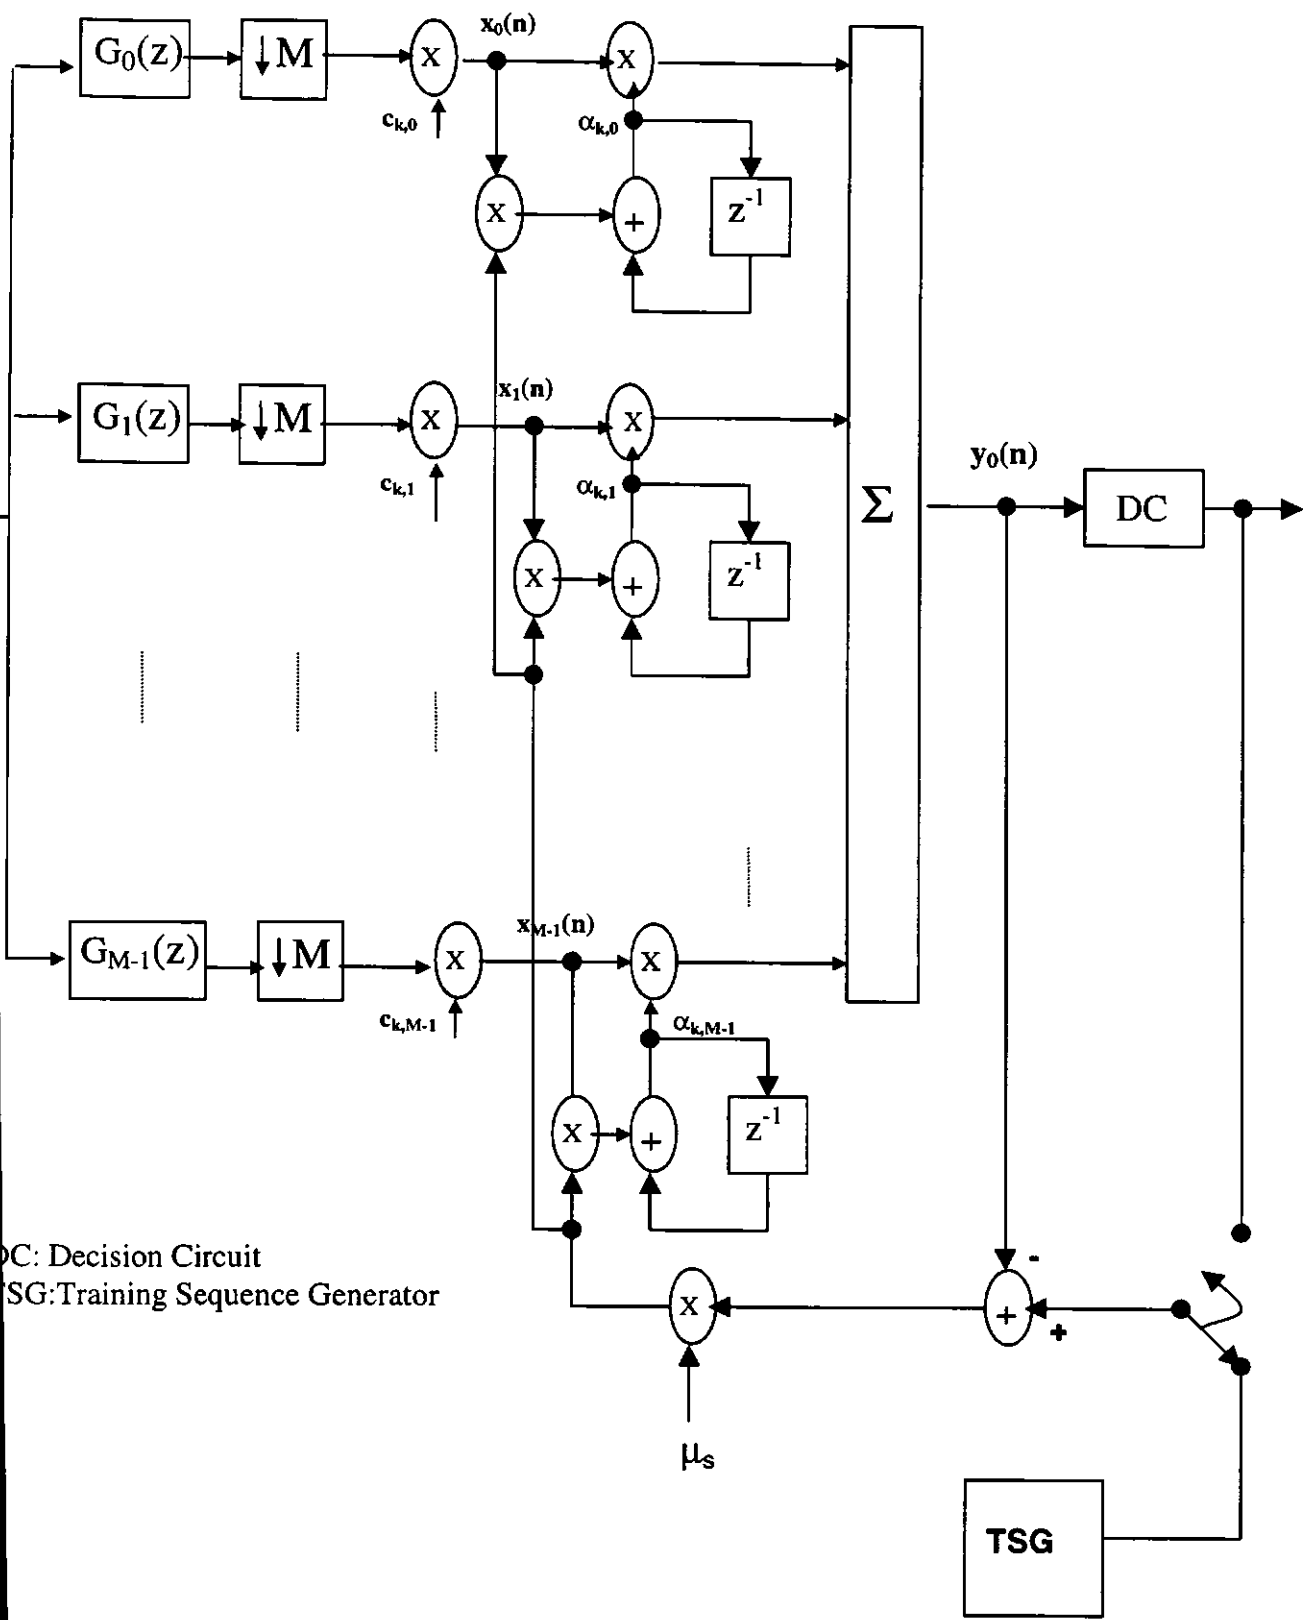 G0(z) ↓M X x0(n) X
ck,0 αk,0
X + z-1
G1(z) ↓M X x1(n) X
ck,1 αk,1
X + z-1
Σ y0(n) DC
GM-1(z) ↓M X xM-1(n) X
ck,M-1 αk,M-1
X + z-1
C: Decision Circuit
SG:Training Sequence Generator
X + - +
μs
TSG